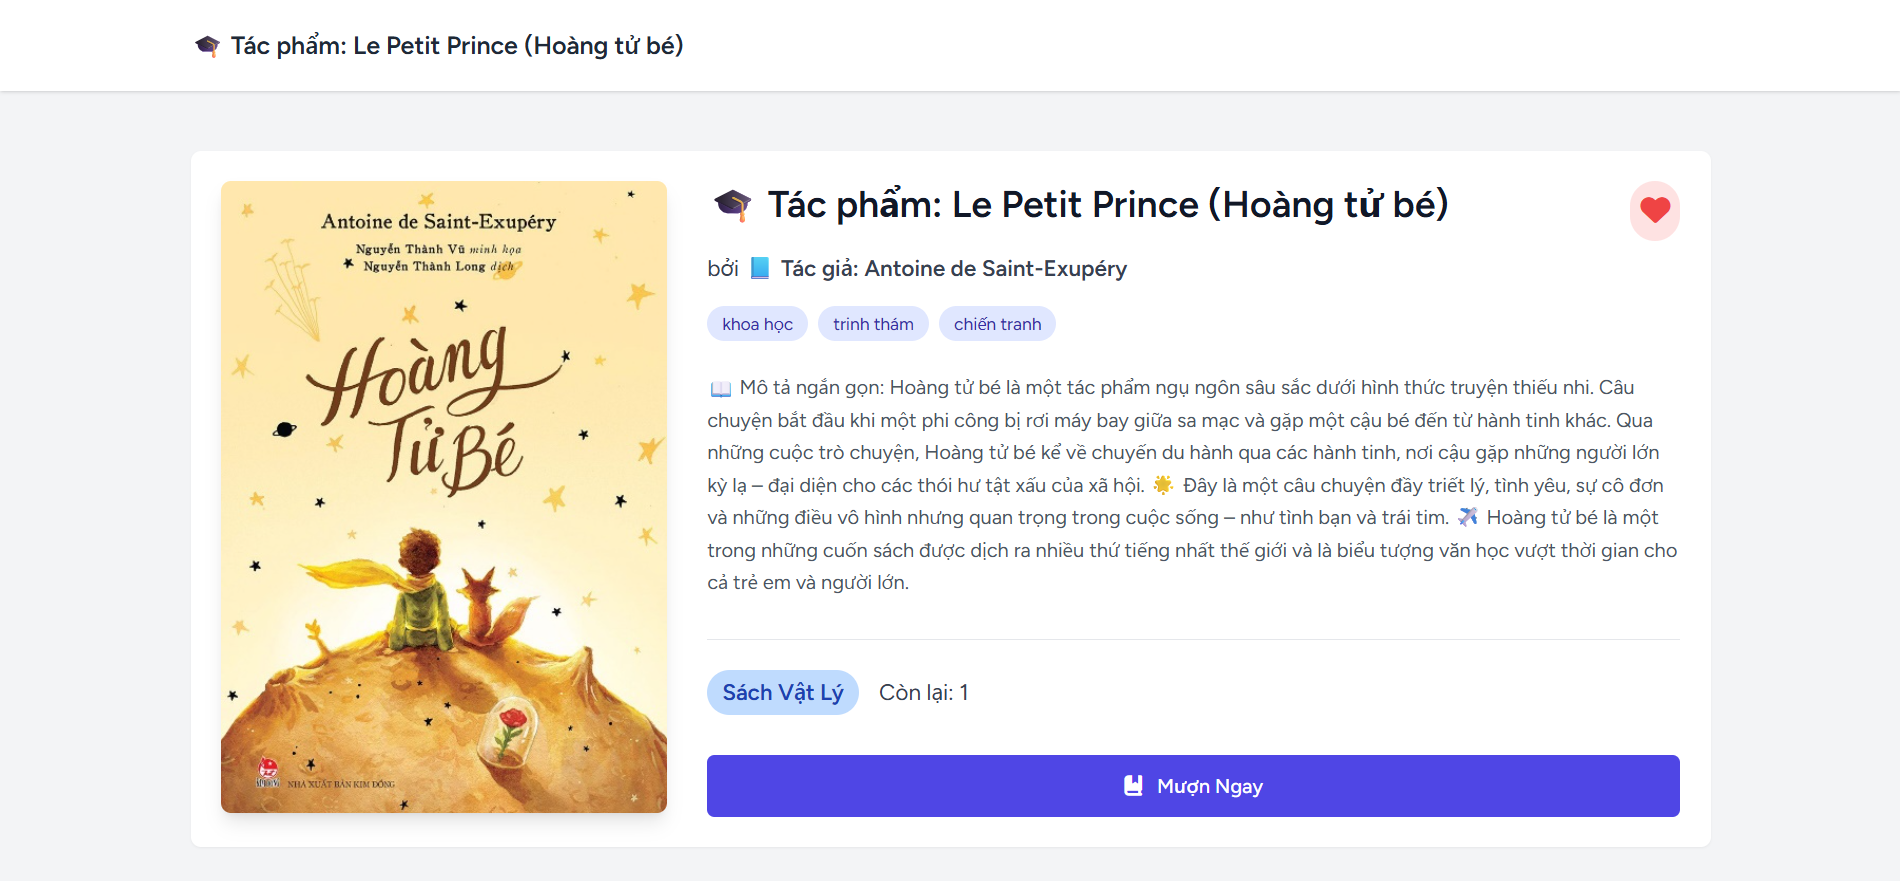 🎓 Tác phẩm: Le Petit Prince (Hoàng tử bé)
Antoine de Saint-Exupéry
Nguyễn Thành Vũ minh họa
Nguyễn Thành Long dịch
Hoàng
Tử Bé
NHÀ XUẤT BẢN KIM ĐỒNG
🎓 Tác phẩm: Le Petit Prince (Hoàng tử bé)
bởi 📘 Tác giả: Antoine de Saint-Exupéry
khoa học trinh thám chiến tranh
📖 Mô tả ngắn gọn: Hoàng tử bé là một tác phẩm ngụ ngôn sâu sắc dưới hình thức truyện thiếu nhi. Câu
chuyện bắt đầu khi một phi công bị rơi máy bay giữa sa mạc và gặp một cậu bé đến từ hành tinh khác. Qua
những cuộc trò chuyện, Hoàng tử bé kể về chuyến du hành qua các hành tinh, nơi cậu gặp những người lớn
kỳ lạ – đại diện cho các thói hư tật xấu của xã hội. 🌟 Đây là một câu chuyện đầy triết lý, tình yêu, sự cô đơn
và những điều vô hình nhưng quan trọng trong cuộc sống – như tình bạn và trái tim. ✈️ Hoàng tử bé là một
trong những cuốn sách được dịch ra nhiều thứ tiếng nhất thế giới và là biểu tượng văn học vượt thời gian cho
cả trẻ em và người lớn.
Sách Vật Lý Còn lại: 1
Mượn Ngay